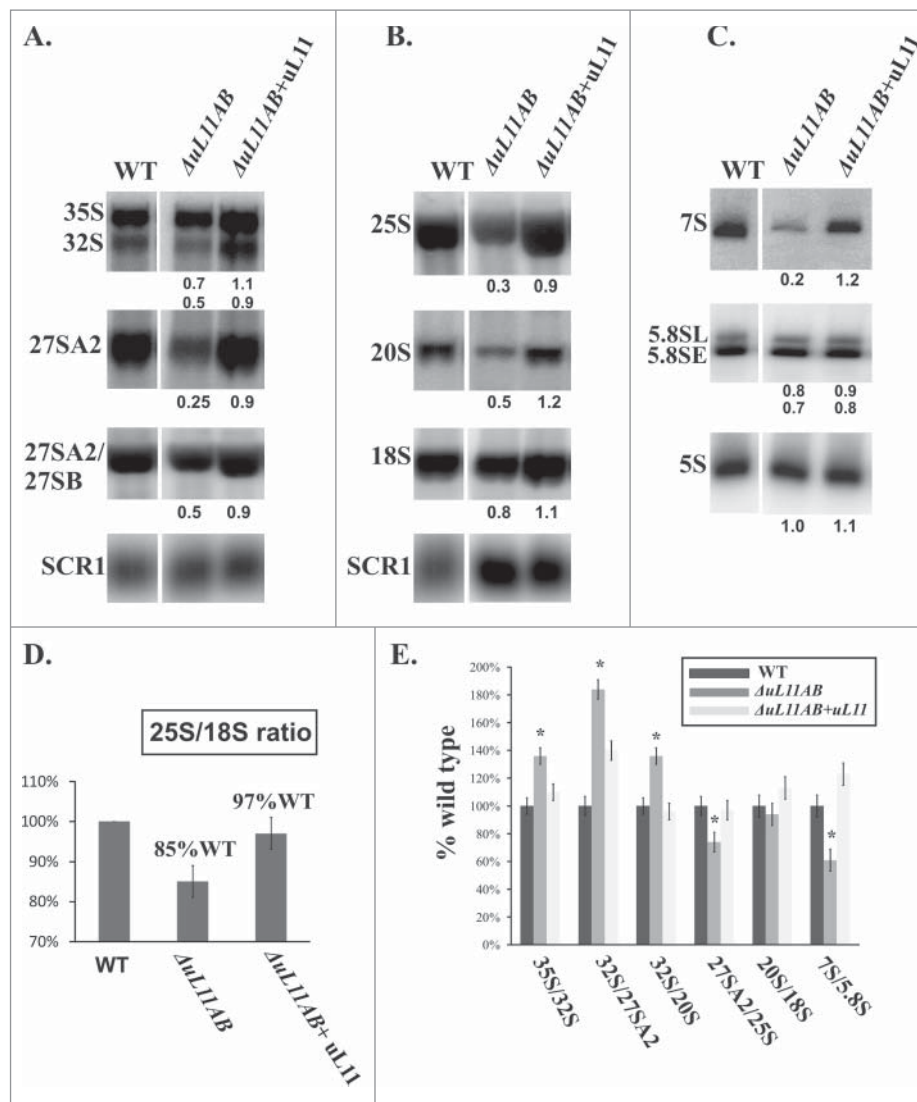 A.
WT
ΔuL11AB
ΔuL11AB+uL11
35S
32S
0.7 1.1
0.5 0.9
27SA2
0.25 0.9
27SA2/
27SB
0.5 0.9
SCR1
B.
WT
ΔuL11AB
ΔuL11AB+uL11
25S
0.3 0.9
20S
0.5 1.2
18S
0.8 1.1
SCR1
C.
WT
ΔuL11AB
ΔuL11AB+uL11
7S
0.2 1.2
5.8SL
5.8SE
0.8 0.9
0.7 0.8
5S
1.0 1.1
D.
25S/18S ratio
110%
100%
90%
80%
70%
85%WT
97%WT
WT
ΔuL11AB
ΔuL11AB+ uL11
E.
% wild type
200%
180%
160%
140%
120%
100%
80%
60%
40%
20%
0%
WT
ΔuL11AB
ΔuL11AB+uL11
*
*
*
*
*
35S/32S
32S/27SA2
32S/20S
27SA2/25S
20S/18S
7S/5.8S